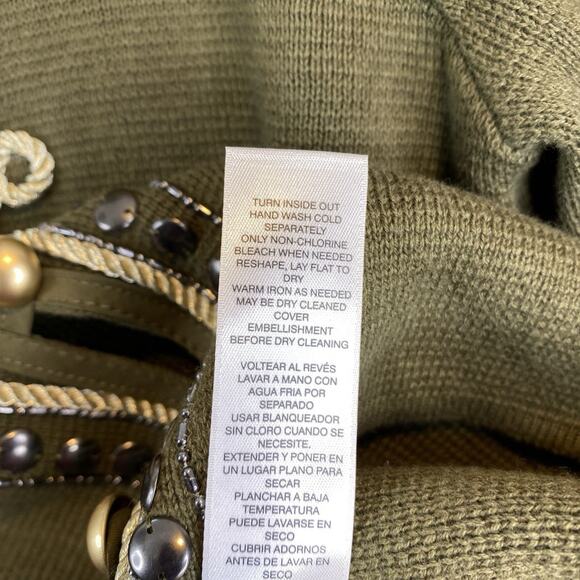 TURN INSIDE OUT
HAND WASH COLD
SEPARATELY
ONLY NON-CHLORINE
BLEACH WHEN NEEDED
RESHAPE, LAY FLAT TO
DRY
WARM IRON AS NEEDED
MAY BE DRY CLEANED
COVER
EMBELLISHMENT
BEFORE DRY CLEANING
VOLTEAR AL REVÉS
LAVAR A MANO CON
AGUA FRIA POR
SEPARADO
USAR BLANQUEADOR
SIN CLORO CUANDO SE
NECESITE.
EXTENDER Y PONER EN
UN LUGAR PLANO PARA
SECAR
PLANCHAR A BAJA
TEMPERATURA
PUEDE LAVARSE EN
SECO
CUBRIR ADORNOS
ANTES DE LAVAR EN
SECO